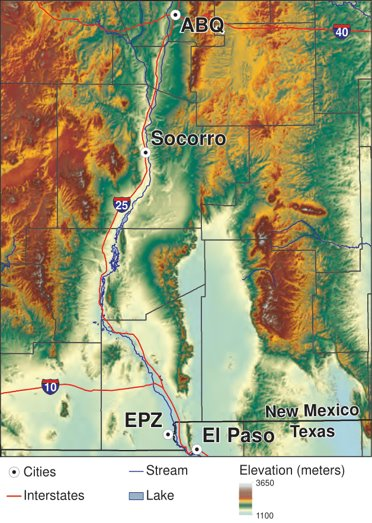 ABQ
40
Socorro
25
10
New Mexico
EPZ
Texas
El Paso
Cities
Stream
Elevation (meters)
Interstates
Lake
3650
1100